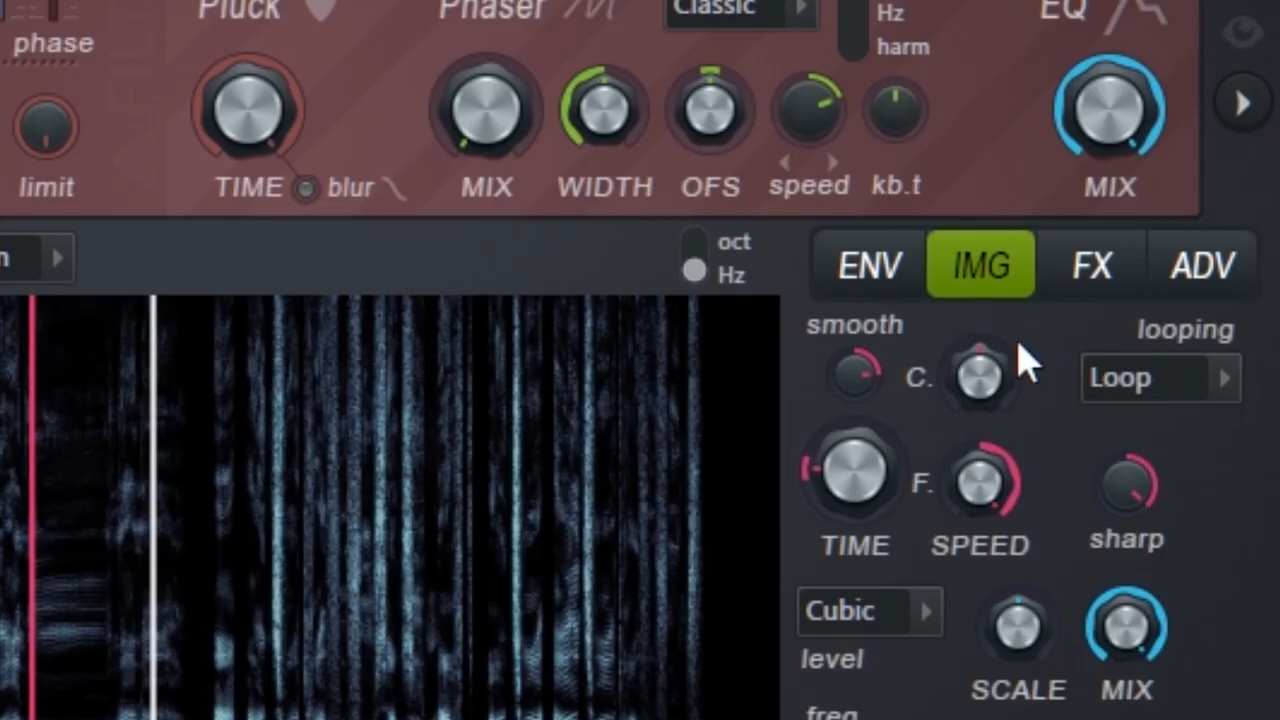 Pluck
Phaser
Classic
Hz
harm
EQ
phase
limit
TIME
blur
MIX
WIDTH
OFS
speed
kb.t
MIX
n
oct
Hz
ENV
IMG
FX
ADV
smooth
looping
C.
Loop
F.
TIME
SPEED
sharp
Cubic
level
SCALE
MIX
freq